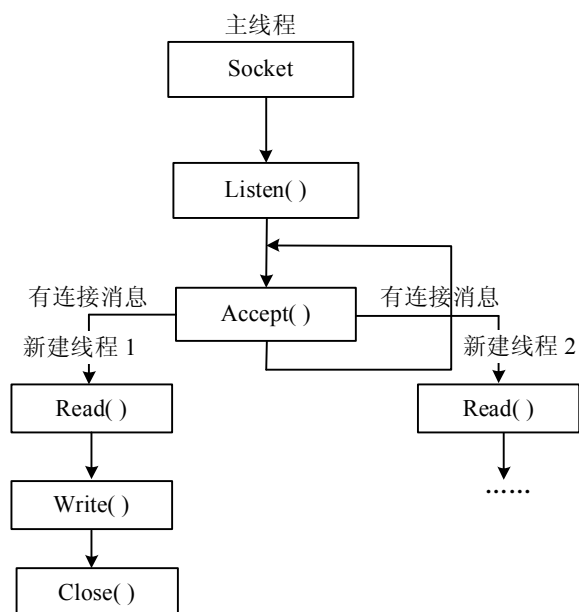 主线程
Socket
Listen( )
有连接消息
Accept( )
有连接消息
新建线程 1
新建线程 2
Read( )
Read( )
Write( )
……
Close( )